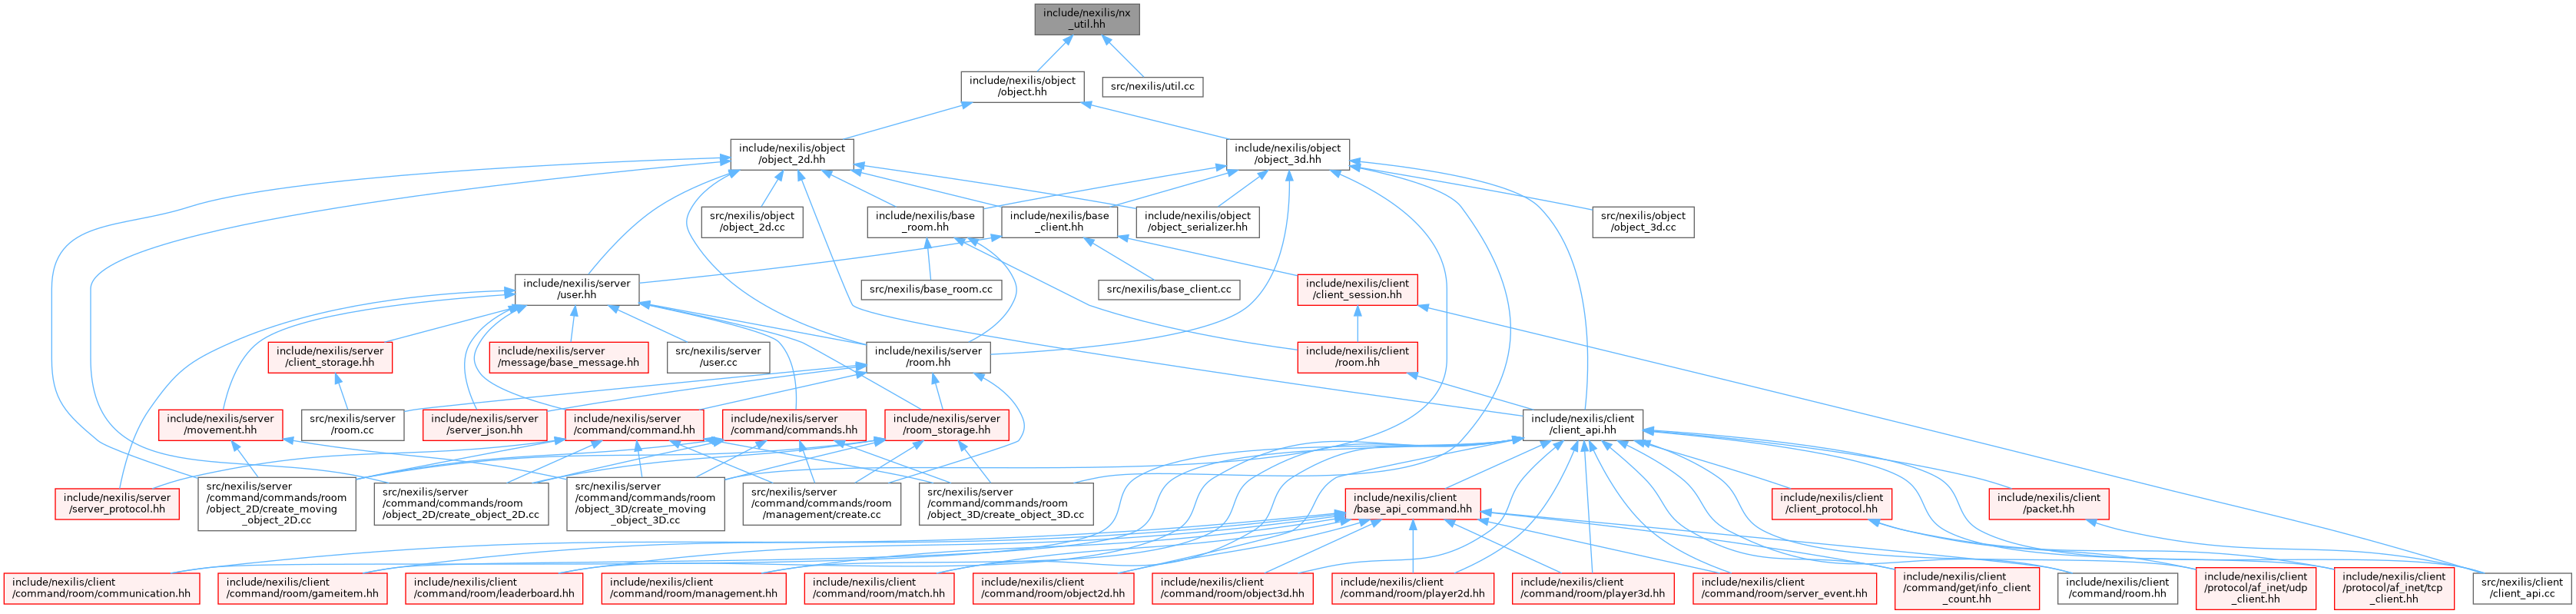 include/nexilis/nx
_util.hh
include/nexilis/object
/object.hh
src/nexilis/util.cc
include/nexilis/object
/object_2d.hh
include/nexilis/object
/object_3d.hh
src/nexilis/object
/object_2d.cc
include/nexilis/base
_room.hh
include/nexilis/base
_client.hh
include/nexilis/object
/object_serializer.hh
src/nexilis/object
/object_3d.cc
include/nexilis/server
/user.hh
src/nexilis/base_room.cc
src/nexilis/base_client.cc
include/nexilis/client
/client_session.hh
include/nexilis/server
/client_storage.hh
include/nexilis/server
/message/base_message.hh
src/nexilis/server
/user.cc
include/nexilis/server
/room.hh
include/nexilis/client
/room.hh
include/nexilis/server
/movement.hh
src/nexilis/server
/room.cc
include/nexilis/server
/server_json.hh
include/nexilis/server
/command/command.hh
include/nexilis/server
/command/commands.hh
include/nexilis/server
/room_storage.hh
include/nexilis/client
/client_api.hh
include/nexilis/server
/server_protocol.hh
src/nexilis/server
/command/commands/room
/object_2D/create_moving
_object_2D.cc
src/nexilis/server
/command/commands/room
/object_2D/create_object_2D.cc
src/nexilis/server
/command/commands/room
/object_3D/create_moving
_object_3D.cc
src/nexilis/server
/command/commands/room
/management/create.cc
src/nexilis/server
/command/commands/room
/object_3D/create_object_3D.cc
include/nexilis/client
/base_api_command.hh
include/nexilis/client
/client_protocol.hh
include/nexilis/client
/packet.hh
include/nexilis/client
/command/room/communication.hh
include/nexilis/client
/command/room/gameitem.hh
include/nexilis/client
/command/room/leaderboard.hh
include/nexilis/client
/command/room/management.hh
include/nexilis/client
/command/room/match.hh
include/nexilis/client
/command/room/object2d.hh
include/nexilis/client
/command/room/object3d.hh
include/nexilis/client
/command/room/player2d.hh
include/nexilis/client
/command/room/player3d.hh
include/nexilis/client
/command/room/server_event.hh
include/nexilis/client
/command/get/info_client
_count.hh
include/nexilis/client
/command/room.hh
include/nexilis/client
/protocol/af_inet/udp
_client.hh
include/nexilis/client
/protocol/af_inet/tcp
_client.hh
src/nexilis/client
/client_api.cc